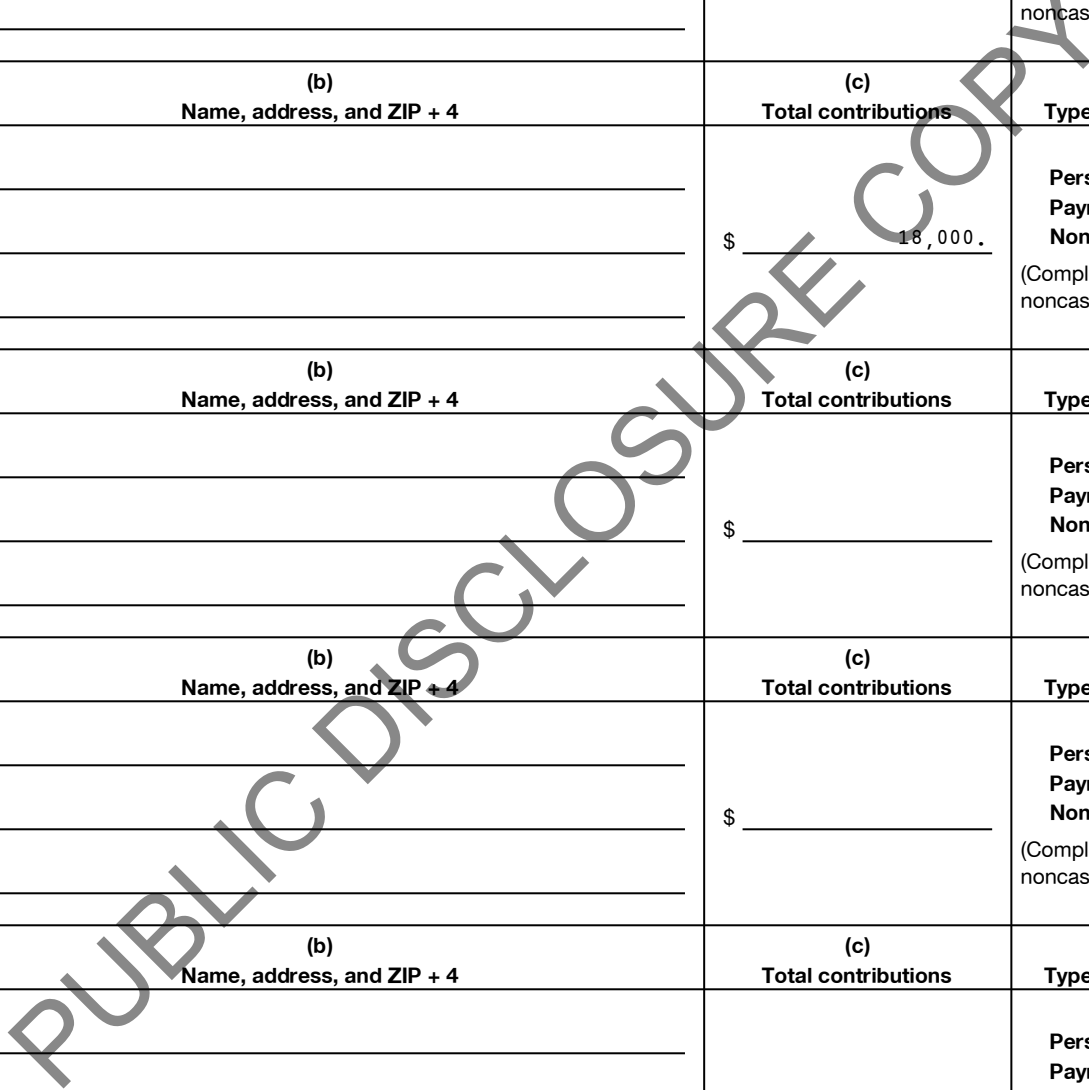 noncas
(b) (c)
Name, address, and ZIP + 4 Total contributions Type
Pers
Payr
$ 18,000. Non
(Compl
noncas
(b) (c)
Name, address, and ZIP + 4 Total contributions Type
Pers
Payr
$ Non
(Compl
noncas
(b) (c)
Name, address, and ZIP + 4 Total contributions Type
Pers
Payr
$ Non
(Compl
noncas
(b) (c)
Name, address, and ZIP + 4 Total contributions Type
Pers
Payr
PUBLIC DISCLOSURE COPY